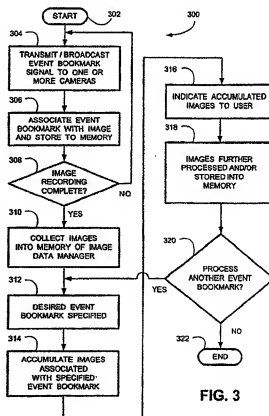 START
302
300
304
TRANSMIT / BROADCAST
EVENT BOOKMARK
SIGNAL TO ONE OR
MORE CAMERAS
306
ASSOCIATE EVENT
BOOKMARK WITH IMAGE
AND STORE TO MEMORY
308
IMAGE
RECORDING
COMPLETE?
NO
YES
310
COLLECT IMAGES
INTO MEMORY OF IMAGE
DATA MANAGER
312
DESIRED EVENT
BOOKMARK SPECIFIED
314
ACCUMULATE IMAGES
ASSOCIATED
WITH SPECIFIED
EVENT BOOKMARK
316
INDICATE ACCUMULATED
IMAGES TO USER
318
IMAGES FURTHER
PROCESSED AND/OR
STORED INTO
MEMORY
320
PROCESS
ANOTHER EVENT
BOOKMARK?
YES
NO
322
END
FIG. 3